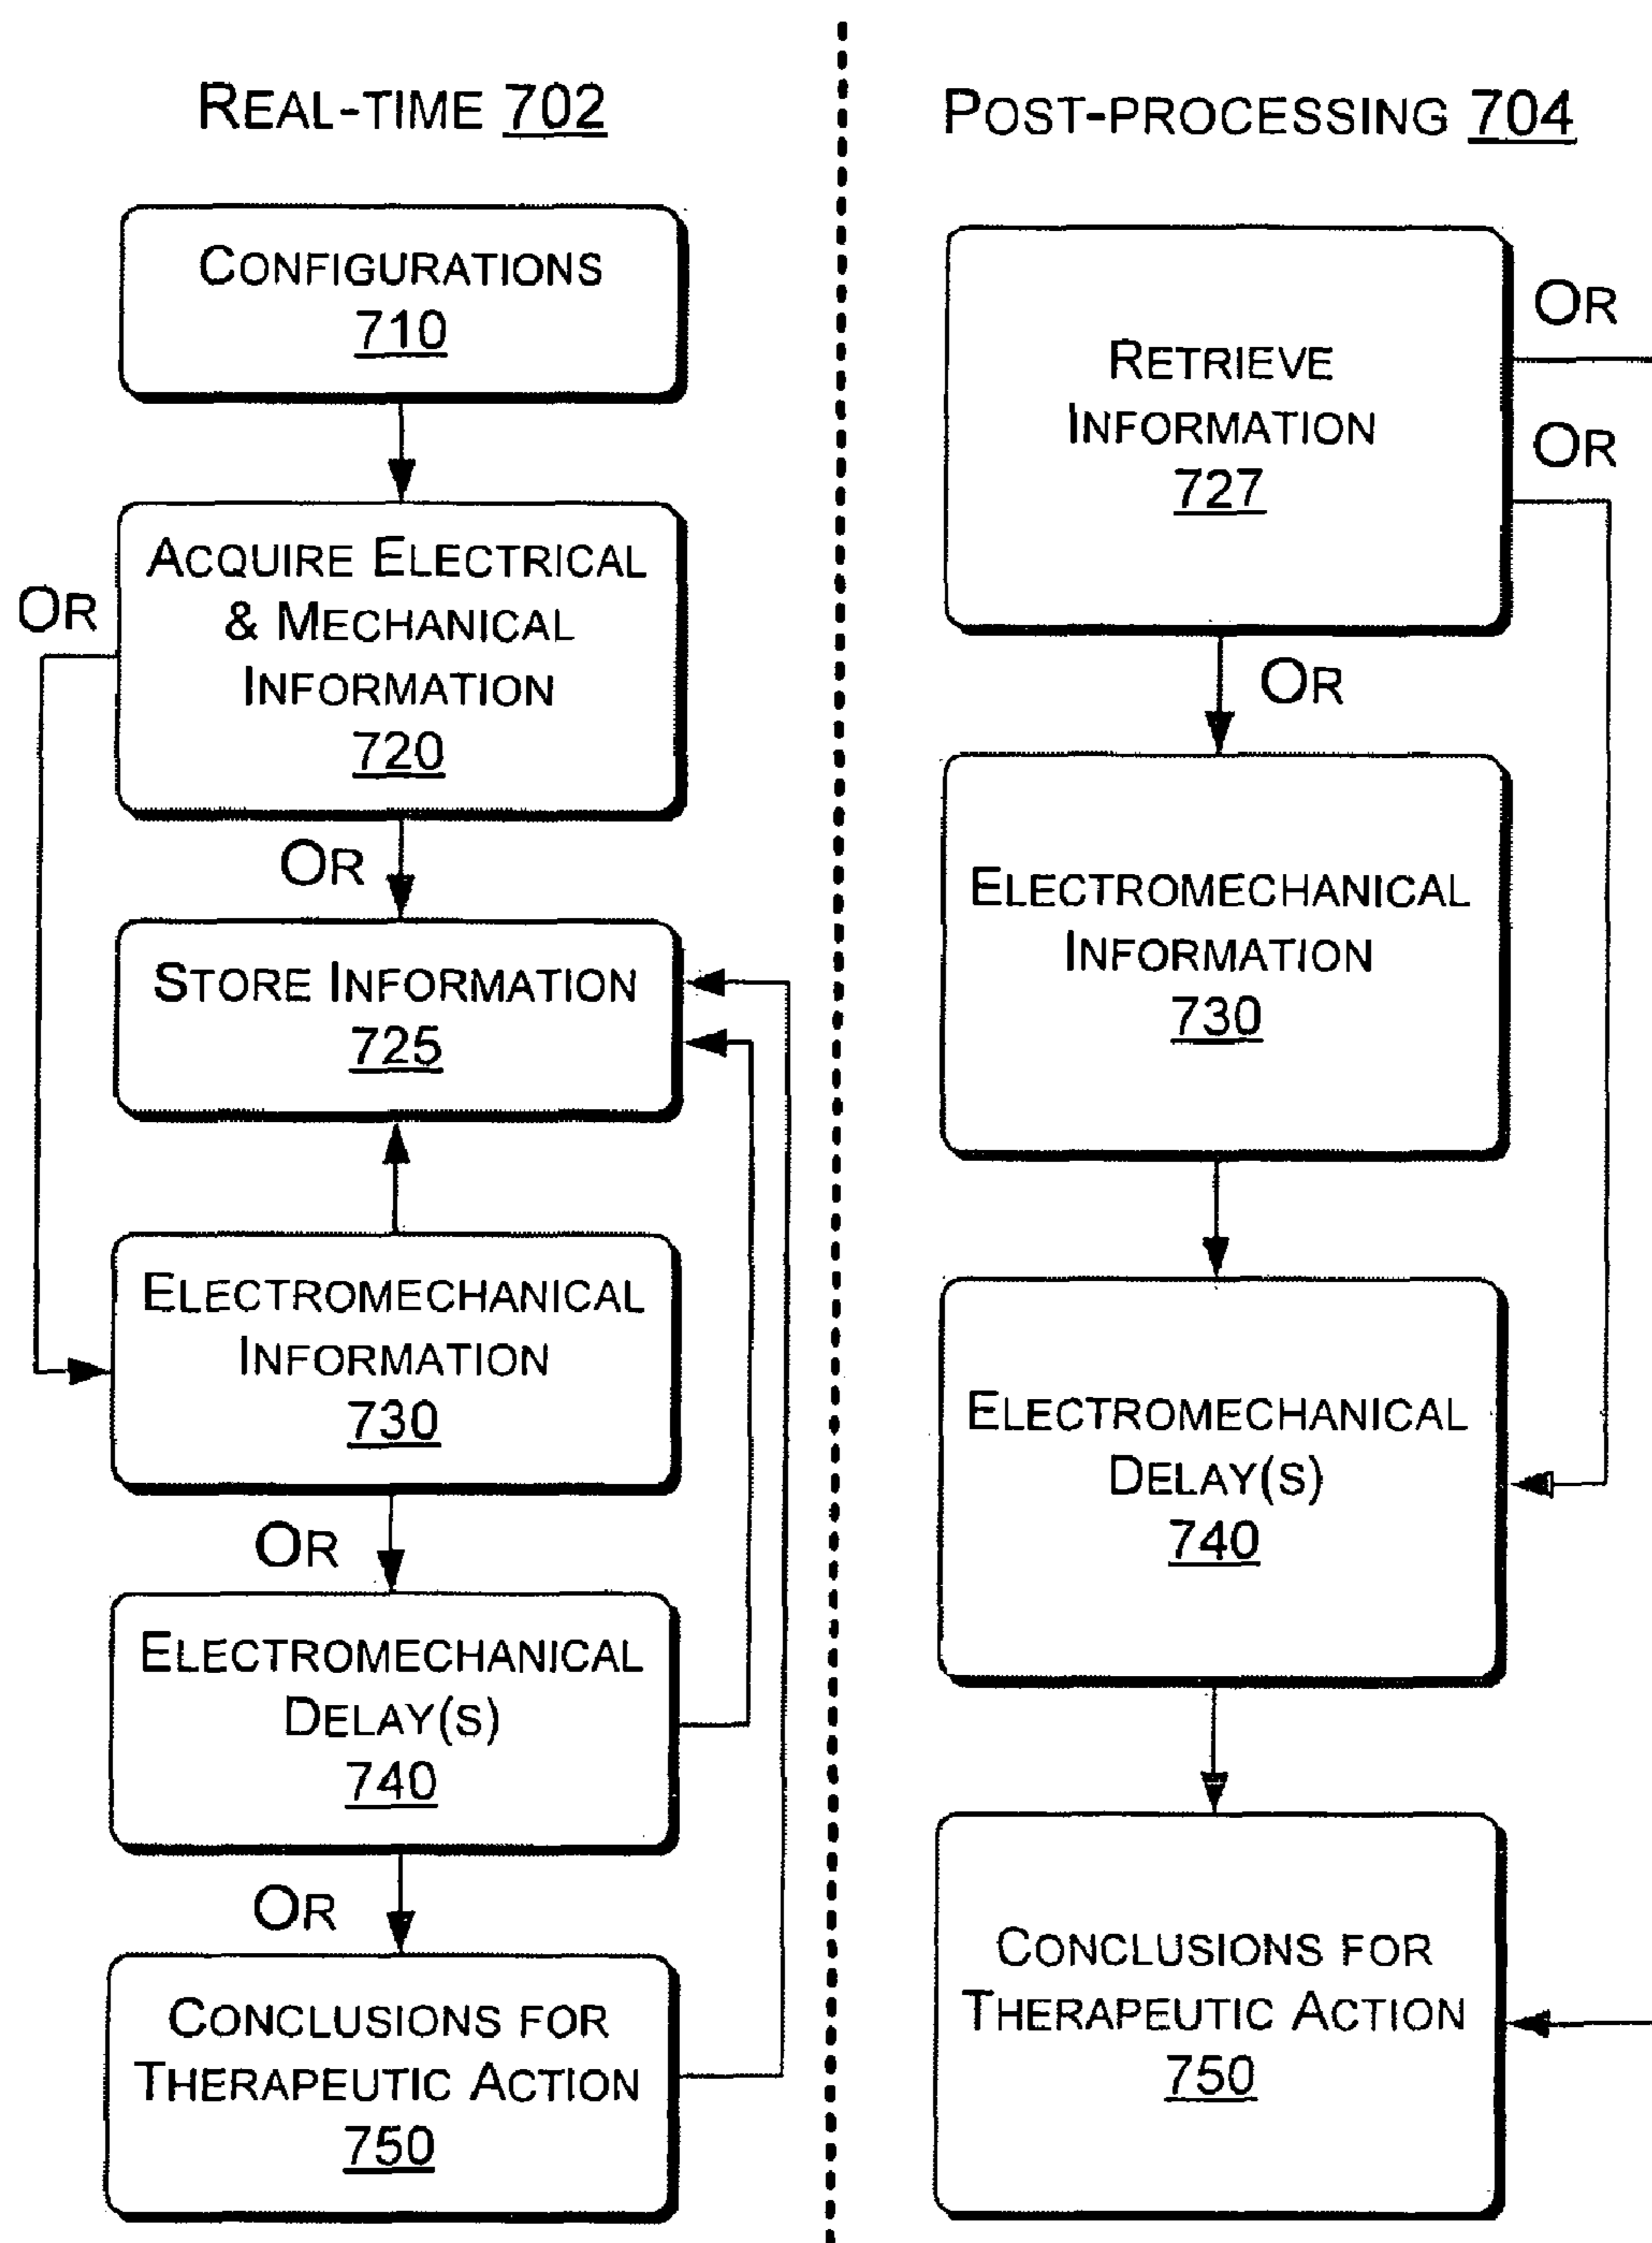 REAL-TIME 702
CONFIGURATIONS
710
ACQUIRE ELECTRICAL
& MECHANICAL
INFORMATION
720
OR
OR
STORE INFORMATION
725
ELECTROMECHANICAL
INFORMATION
730
OR
ELECTROMECHANICAL
DELAY(S)
740
OR
CONCLUSIONS FOR
THERAPEUTIC ACTION
750
POST-PROCESSING 704
RETRIEVE
INFORMATION
727
OR
OR
OR
ELECTROMECHANICAL
INFORMATION
730
ELECTROMECHANICAL
DELAY(S)
740
CONCLUSIONS FOR
THERAPEUTIC ACTION
750